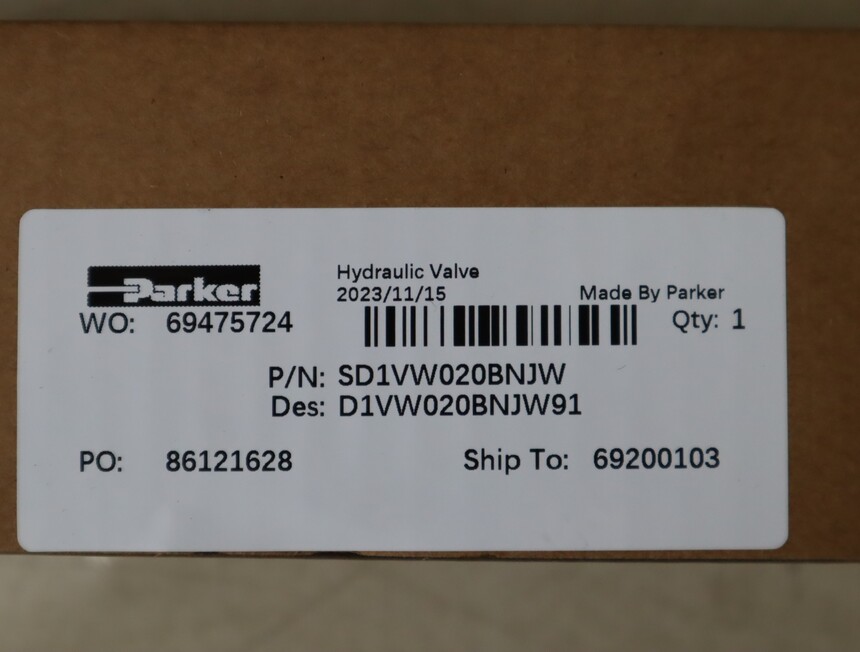 Parker
Hydraulic Valve
2023/11/15
Made By Parker
WO: 69475724
Qty: 1
P/N: SD1VW020BNJW
Des: D1VW020BNJW91
PO: 86121628
Ship To: 69200103